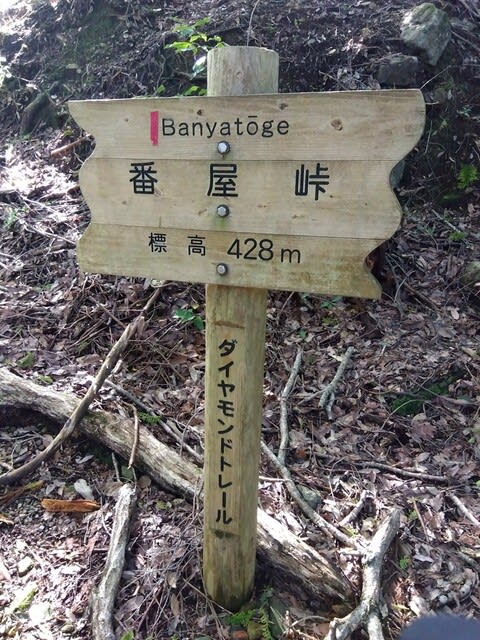 Banyatōge
番屋峠
標高 428m
ダイヤモンドトレール